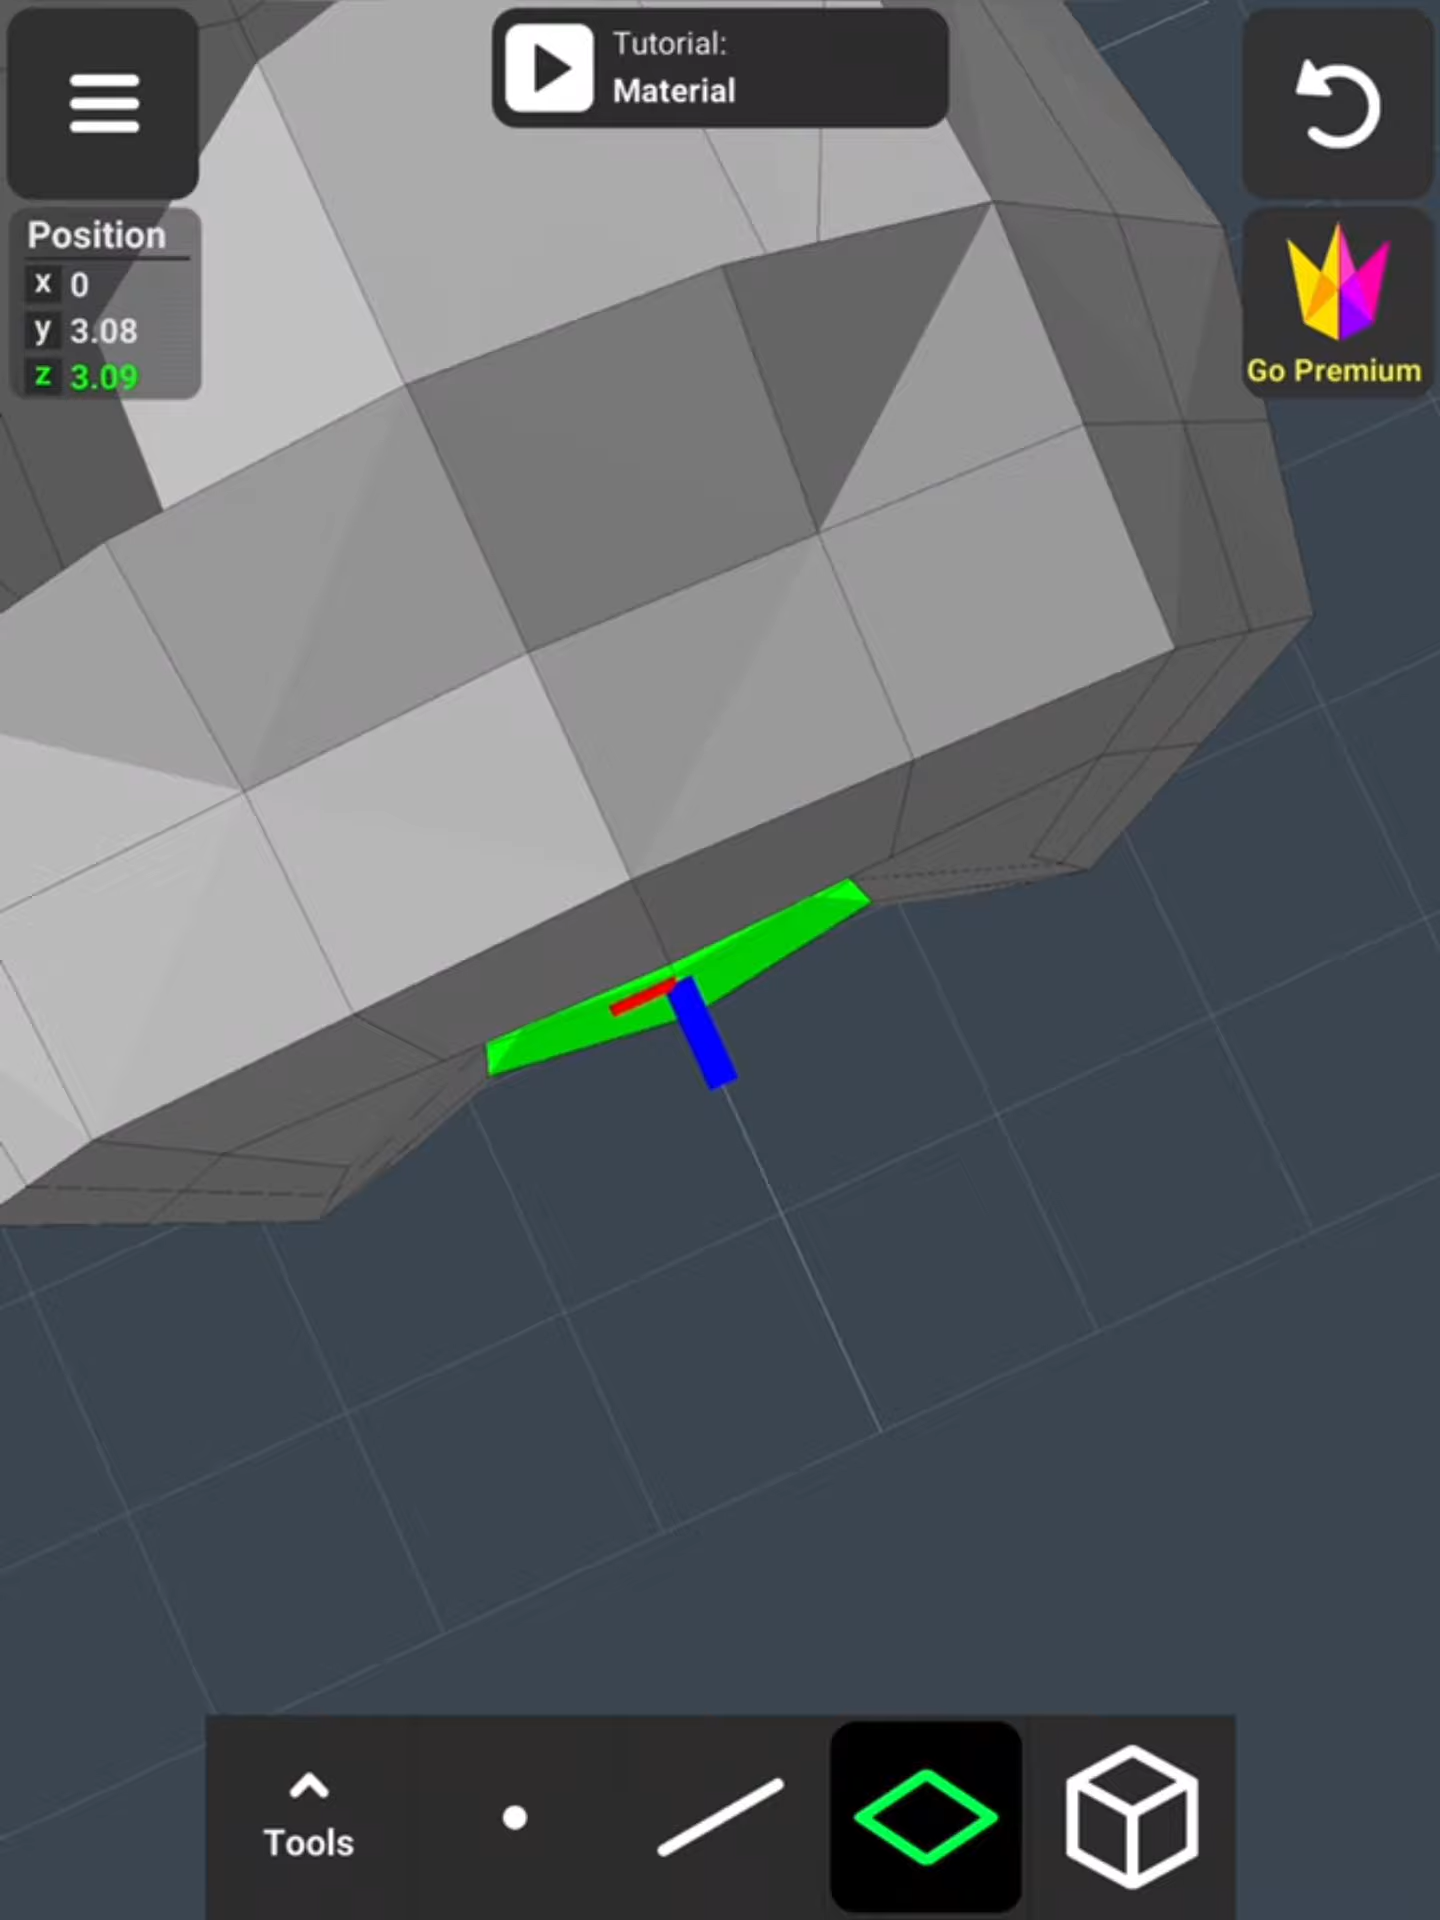 Tutorial:
Material
Position
x 0
y 3.08
z 3.09
Go Premium
Tools